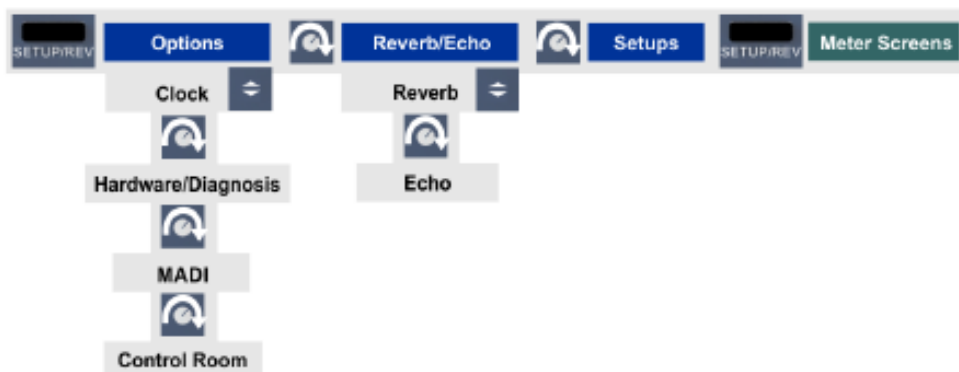 SETUP/REV Options Reverb/Echo Setups SETUP/REV Meter Screens
Clock Reverb
Hardware/Diagnosis Echo
MADI
Control Room